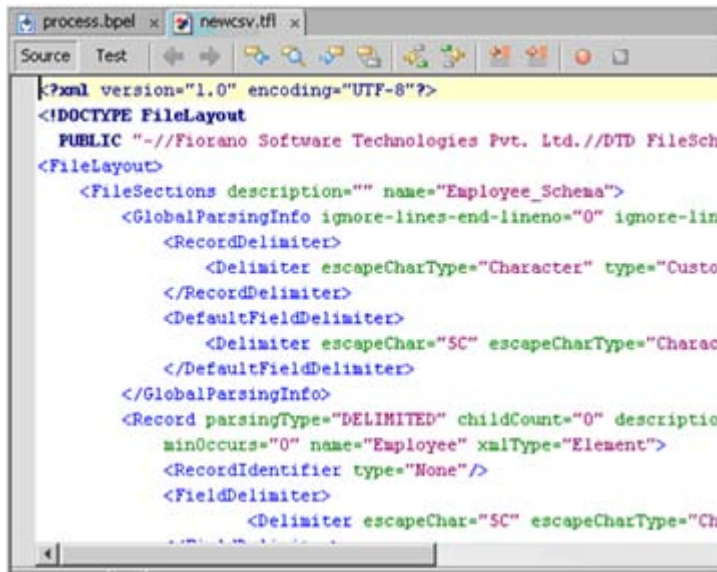 process.bpel x newcsv.tfl x
Source Test
<?xml version="1.0" encoding="UTF-8"?>
<!DOCTYPE FileLayout
PUBLIC "-//Fiorano Software Technologies Pvt. Ltd.//DTD FileSch
<FileLayout>
<FileSections description="" name="Employee_Schema">
<GlobalParsingInfo ignore-lines-end-lineno="0" ignore-lin
<RecordDelimiter>
<Delimiter escapeCharType="Character" type="Custo
</RecordDelimiter>
<DefaultFieldDelimiter>
<Delimiter escapeChar="5C" escapeCharType="Charac
</DefaultFieldDelimiter>
</GlobalParsingInfo>
<Record parsingType="DELIMITED" childCount="0" descriptio
minOccurs="0" name="Employee" xmlType="Element">
<RecordIdentifier type="None"/>
<FieldDelimiter>
<Delimiter escapeChar="5C" escapeCharType="Ch